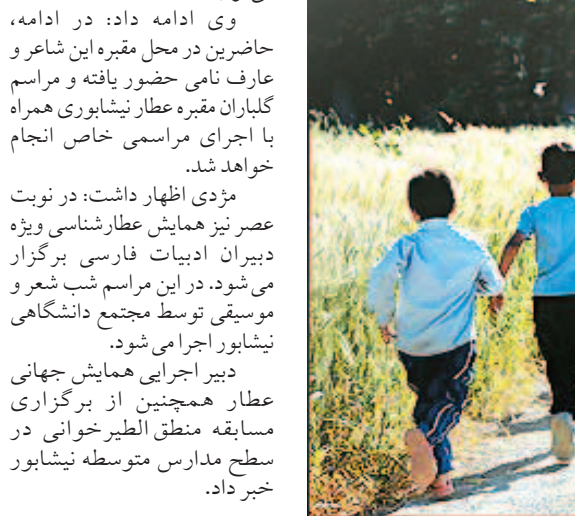 وی ادامه داد: در ادامه،
حاضرین در محل مقبره این شاعر و
عارف نامی حضور یافته و مراسم
گلباران مقبره عطار نیشابوری همراه
با اجرای مراسمی خاص انجام
خواهد شد.
مژدی اظهار داشت: در نوبت
عصر نیز همایش عطارشناسی ویژه
دبیران ادبیات فارسی برگزار
می‌شود. در این مراسم شب شعر و
موسیقی توسط مجتمع دانشگاهی
نیشابور اجرا می‌شود.
دبیر اجرایی همایش جهانی
عطار همچنین از برگزاری
مسابقه منطق‌الطیرخوانی در
سطح مدارس متوسطه نیشابور
خبر داد.